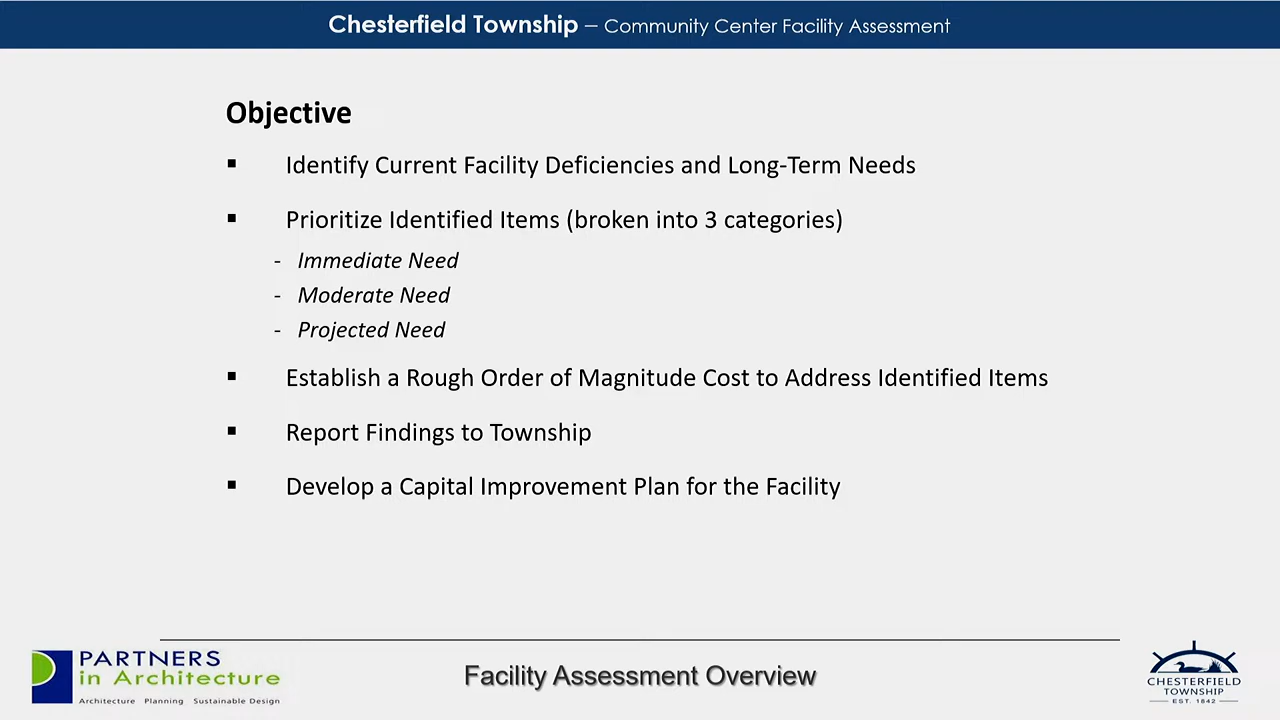 Chesterfield Township – Community Center Facility Assessment
Objective
▪ Identify Current Facility Deficiencies and Long-Term Needs
▪ Prioritize Identified Items (broken into 3 categories)
- Immediate Need
- Moderate Need
- Projected Need
▪ Establish a Rough Order of Magnitude Cost to Address Identified Items
▪ Report Findings to Township
▪ Develop a Capital Improvement Plan for the Facility
PARTNERS
in Architecture
Architecture Planning Sustainable Design
Facility Assessment Overview
CHESTERFIELD
TOWNSHIP
EST. 1842